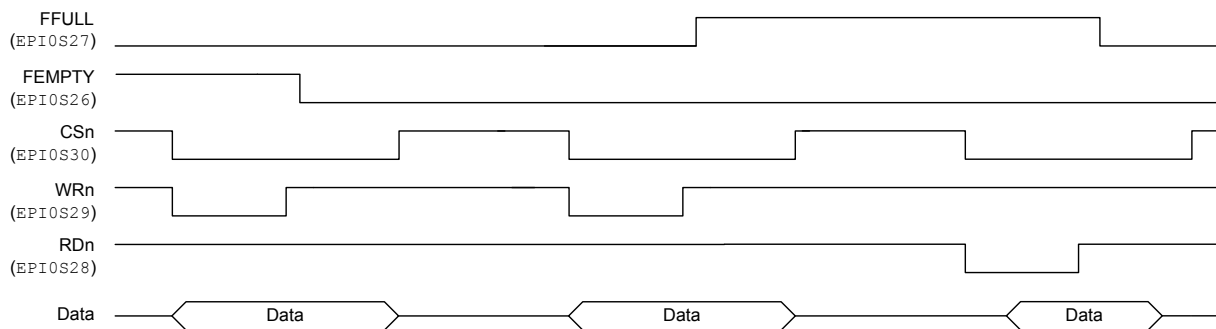 FFULL
(EPI0S27)
FEMPTY
(EPI0S26)
CSn
(EPI0S30)
WRn
(EPI0S29)
RDn
(EPI0S28)
Data Data Data Data